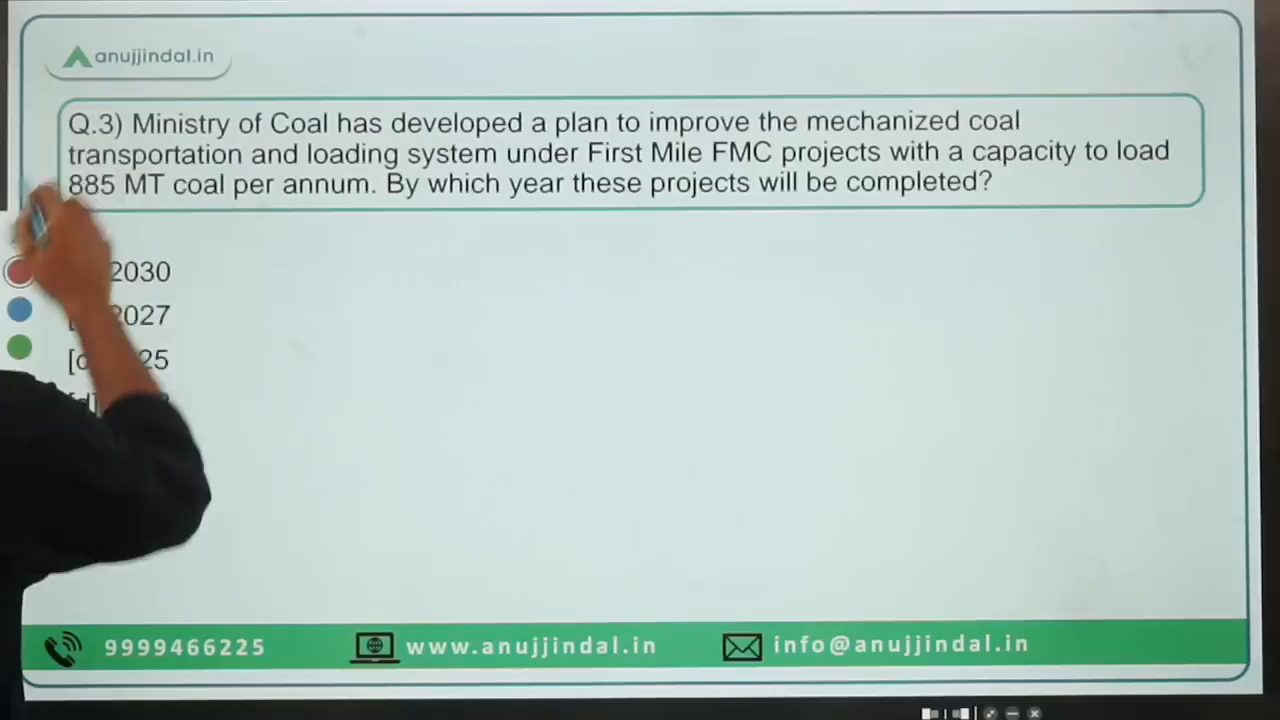 anujjindal.in
Q.3) Ministry of Coal has developed a plan to improve the mechanized coal
transportation and loading system under First Mile FMC projects with a capacity to load
885 MT coal per annum. By which year these projects will be completed?
2030
2027
25
9999466225 www.anujjindal.in info@anujjindal.in